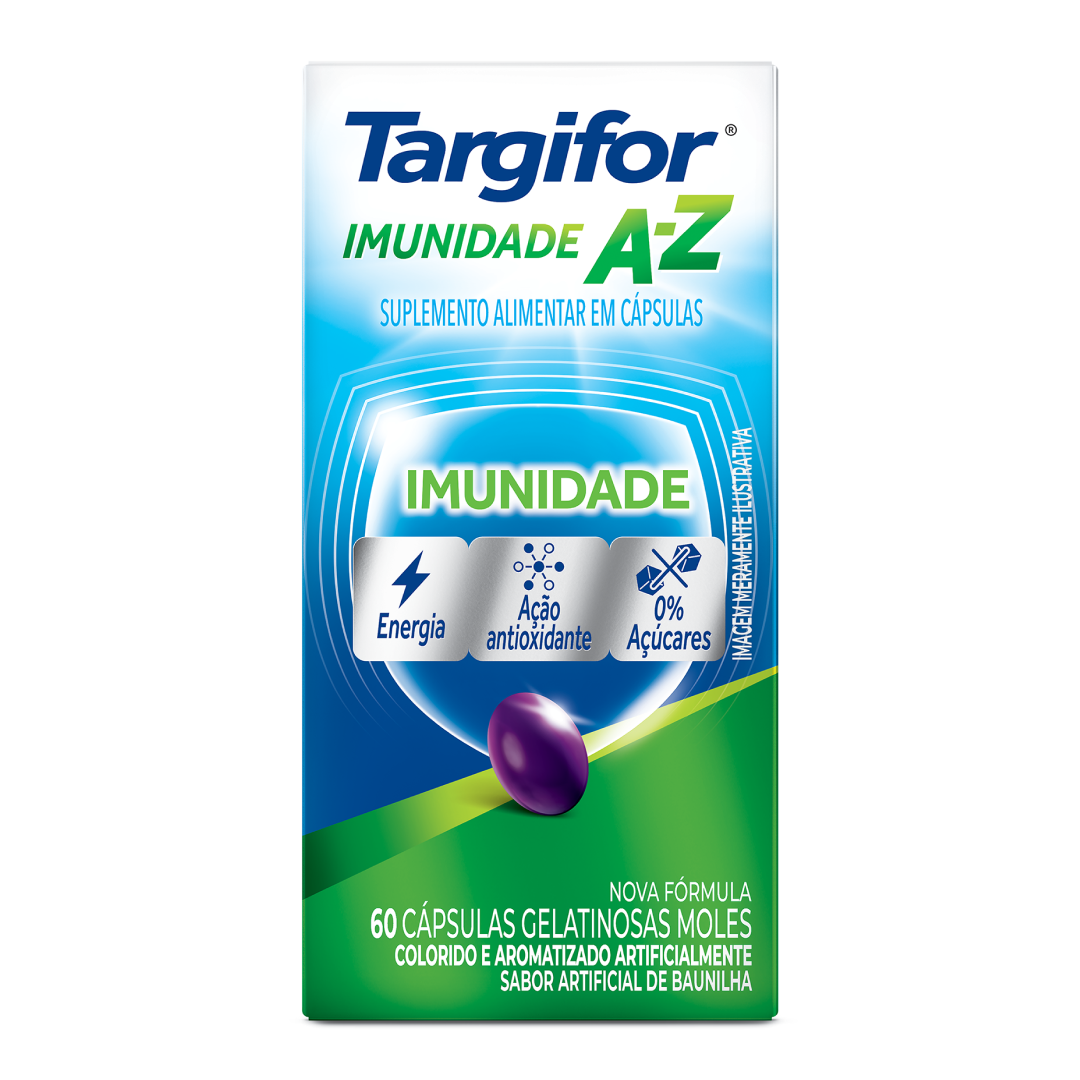 Targifor®
IMUNIDADE A-Z
SUPLEMENTO ALIMENTAR EM CÁPSULAS
IMUNIDADE
Energia
Ação
antioxidante
0%
Açúcares
IMAGEM MERAMENTE ILUSTRATIVA
NOVA FÓRMULA
60 CÁPSULAS GELATINOSAS MOLES
COLORIDO E AROMATIZADO ARTIFICIALMENTE
SABOR ARTIFICIAL DE BAUNILHA